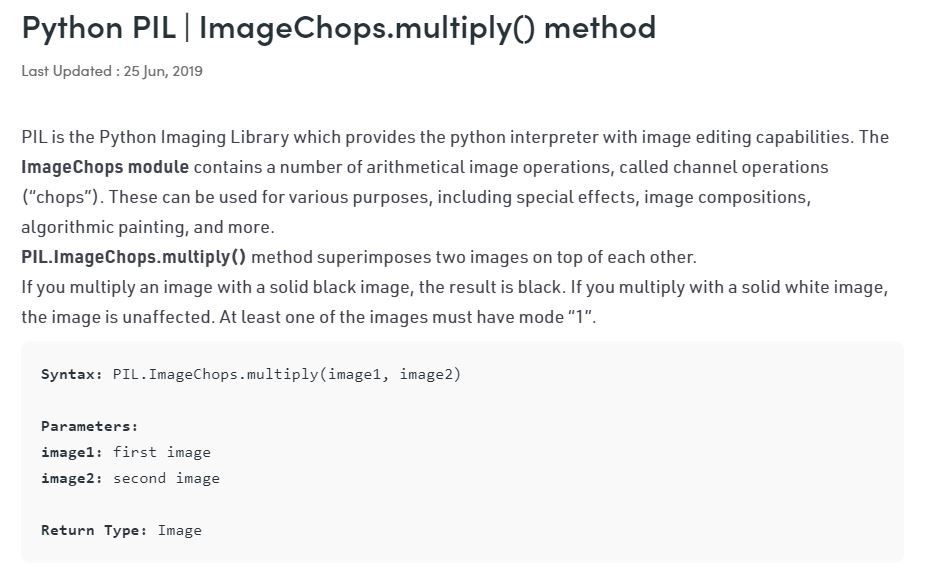 Python PIL | ImageChops.multiply() method
Last Updated : 25 Jun, 2019
PIL is the Python Imaging Library which provides the python interpreter with image editing capabilities. The
ImageChops module contains a number of arithmetical image operations, called channel operations
(“chops”). These can be used for various purposes, including special effects, image compositions,
algorithmic painting, and more.
PIL.ImageChops.multiply() method superimposes two images on top of each other.
If you multiply an image with a solid black image, the result is black. If you multiply with a solid white image,
the image is unaffected. At least one of the images must have mode “1”.
Syntax: PIL.ImageChops.multiply(image1, image2)
Parameters:
image1: first image
image2: second image
Return Type: Image